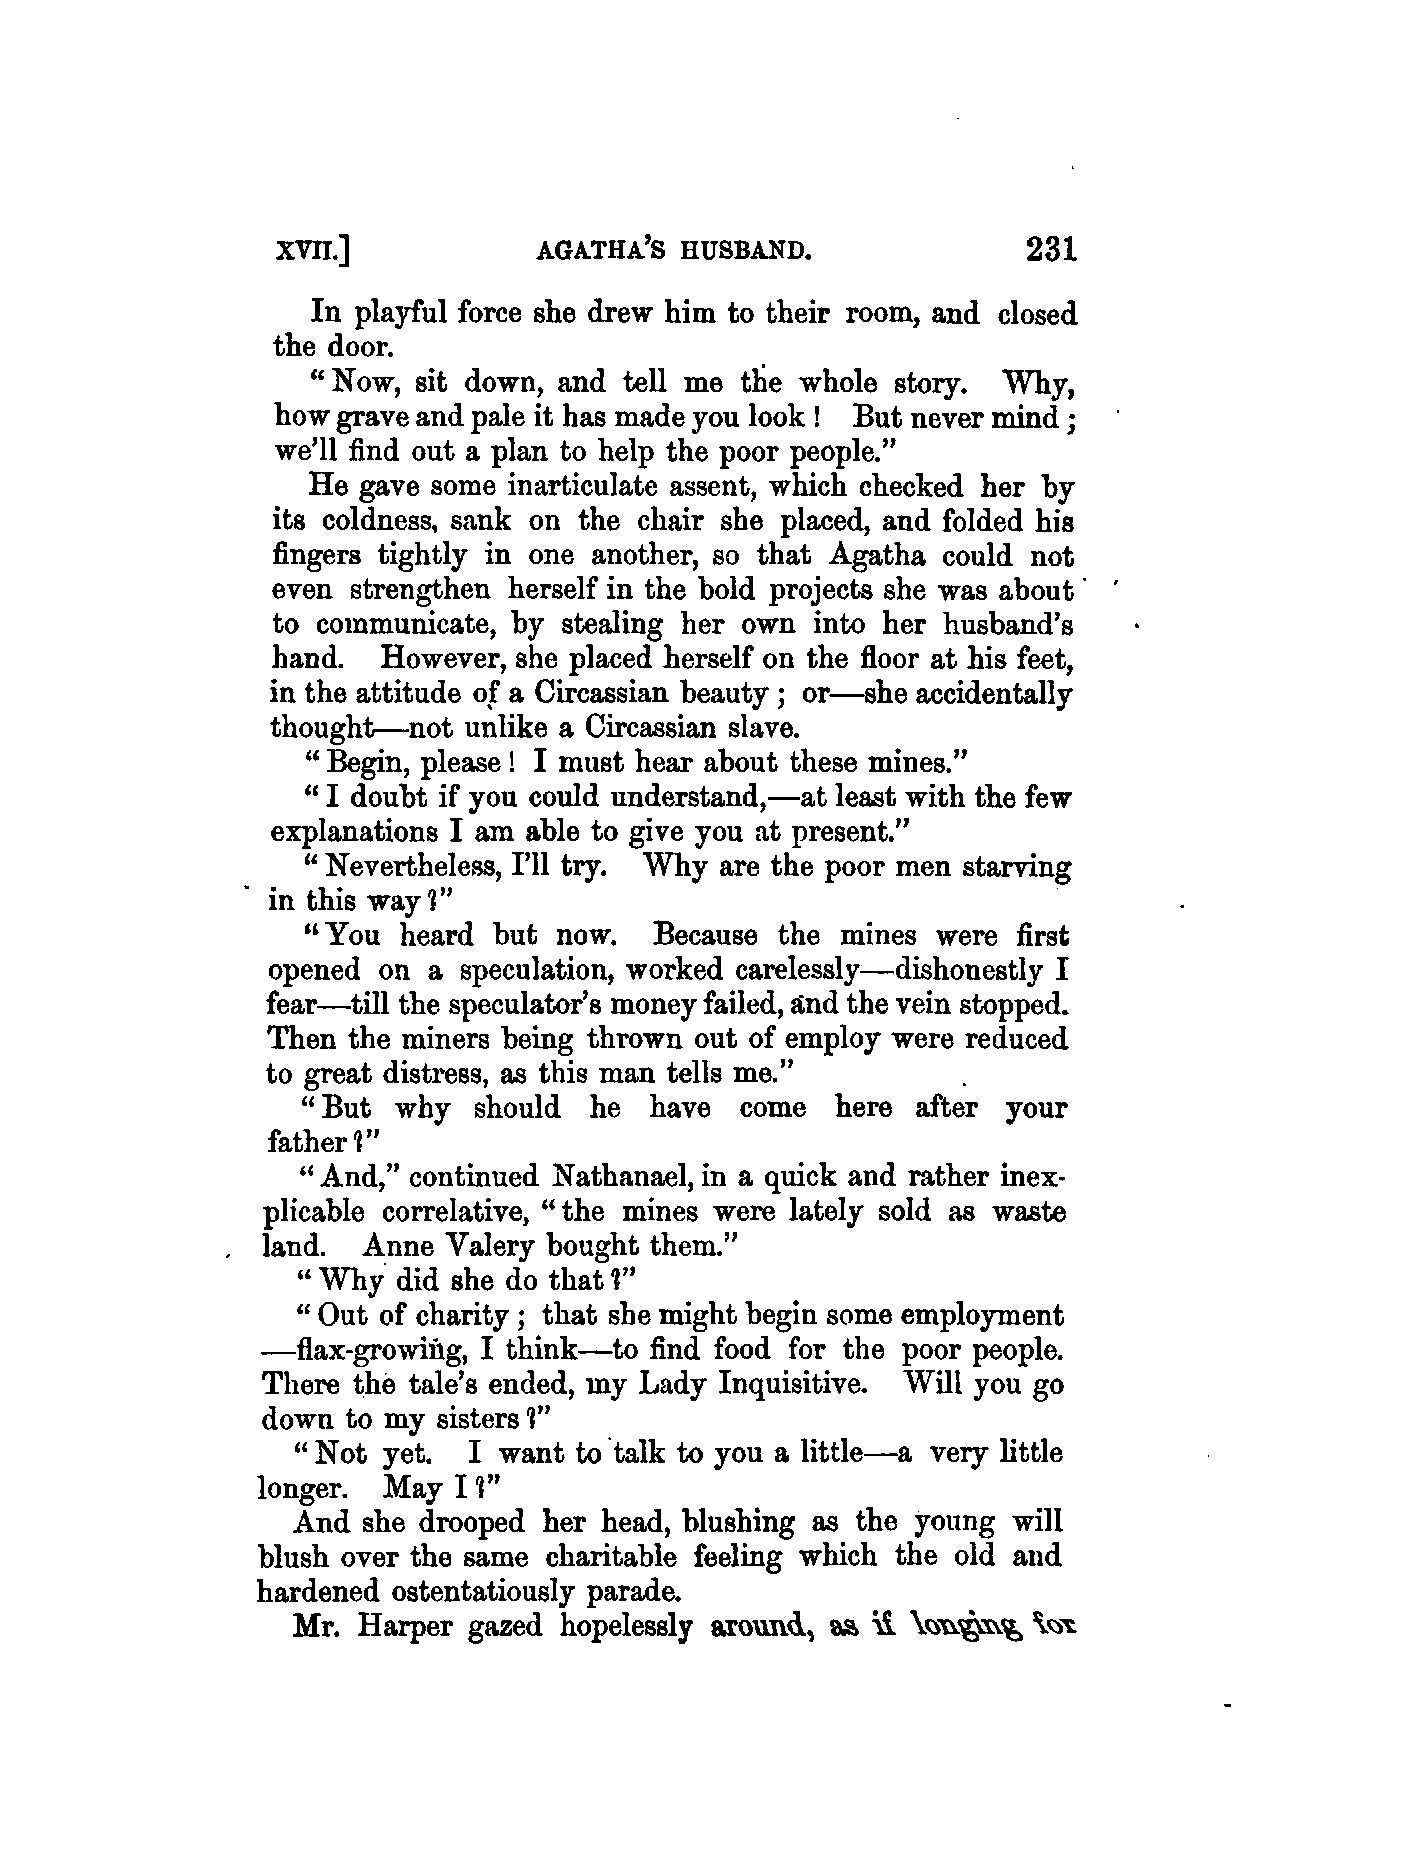 XVII.] AGATHA'S HUSBAND. 231
In playful force she drew him to their room, and closed
the door.
"Now, sit down, and tell me the whole story. Why,
how grave and pale it has made you look! But never mind;
we'll find out a plan to help the poor people."
He gave some inarticulate assent, which checked her by
its coldness, sank on the chair she placed, and folded his
fingers tightly in one another, so that Agatha could not
even strengthen herself in the bold projects she was about
to communicate, by stealing her own into her husband's
hand. However, she placed herself on the floor at his feet,
in the attitude of a Circassian beauty; or—she accidentally
thought—not unlike a Circassian slave.
"Begin, please! I must hear about these mines."
"I doubt if you could understand,—at least with the few
explanations I am able to give you at present."
"Nevertheless, I'll try. Why are the poor men starving
in this way?"
"You heard but now. Because the mines were first
opened on a speculation, worked carelessly—dishonestly I
fear—till the speculator's money failed, and the vein stopped.
Then the miners being thrown out of employ were reduced
to great distress, as this man tells me."
"But why should he have come here after your
father?"
"And," continued Nathanael, in a quick and rather inex-
plicable correlative, "the mines were lately sold as waste
land. Anne Valery bought them."
"Why did she do that?"
"Out of charity; that she might begin some employment
—flax-growing, I think—to find food for the poor people.
There the tale's ended, my Lady Inquisitive. Will you go
down to my sisters?"
"Not yet. I want to talk to you a little—a very little
longer. May I?"
And she drooped her head, blushing as the young will
blush over the same charitable feeling which the old and
hardened ostentatiously parade.
Mr. Harper gazed hopelessly around, as if longing for